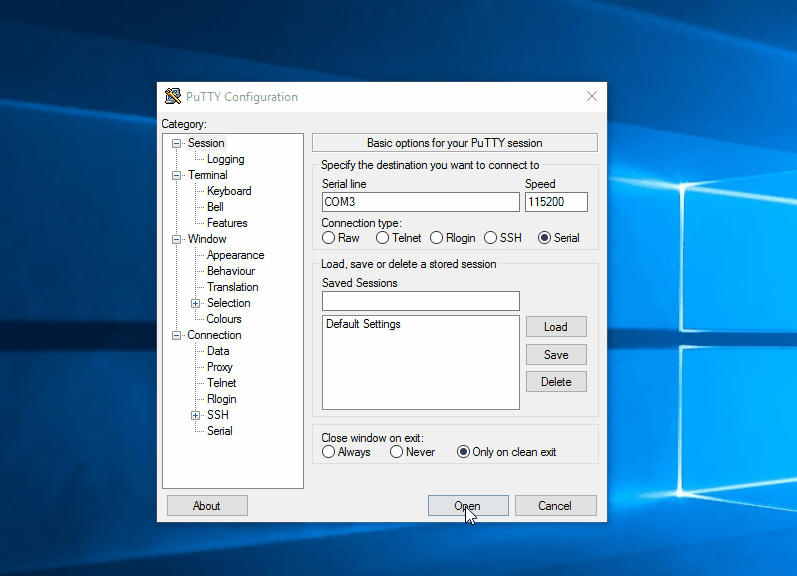 PuTTY Configuration
Category:
Session
Logging
Terminal
Keyboard
Bell
Features
Window
Appearance
Behaviour
Translation
Selection
Colours
Connection
Data
Proxy
Telnet
Rlogin
SSH
Serial
Basic options for your PuTTY session
Specify the destination you want to connect to
Serial line Speed
COM3 115200
Connection type:
Raw Telnet Rlogin SSH Serial
Load, save or delete a stored session
Saved Sessions
Default Settings
Load
Save
Delete
Close window on exit:
Always Never Only on clean exit
About Open Cancel